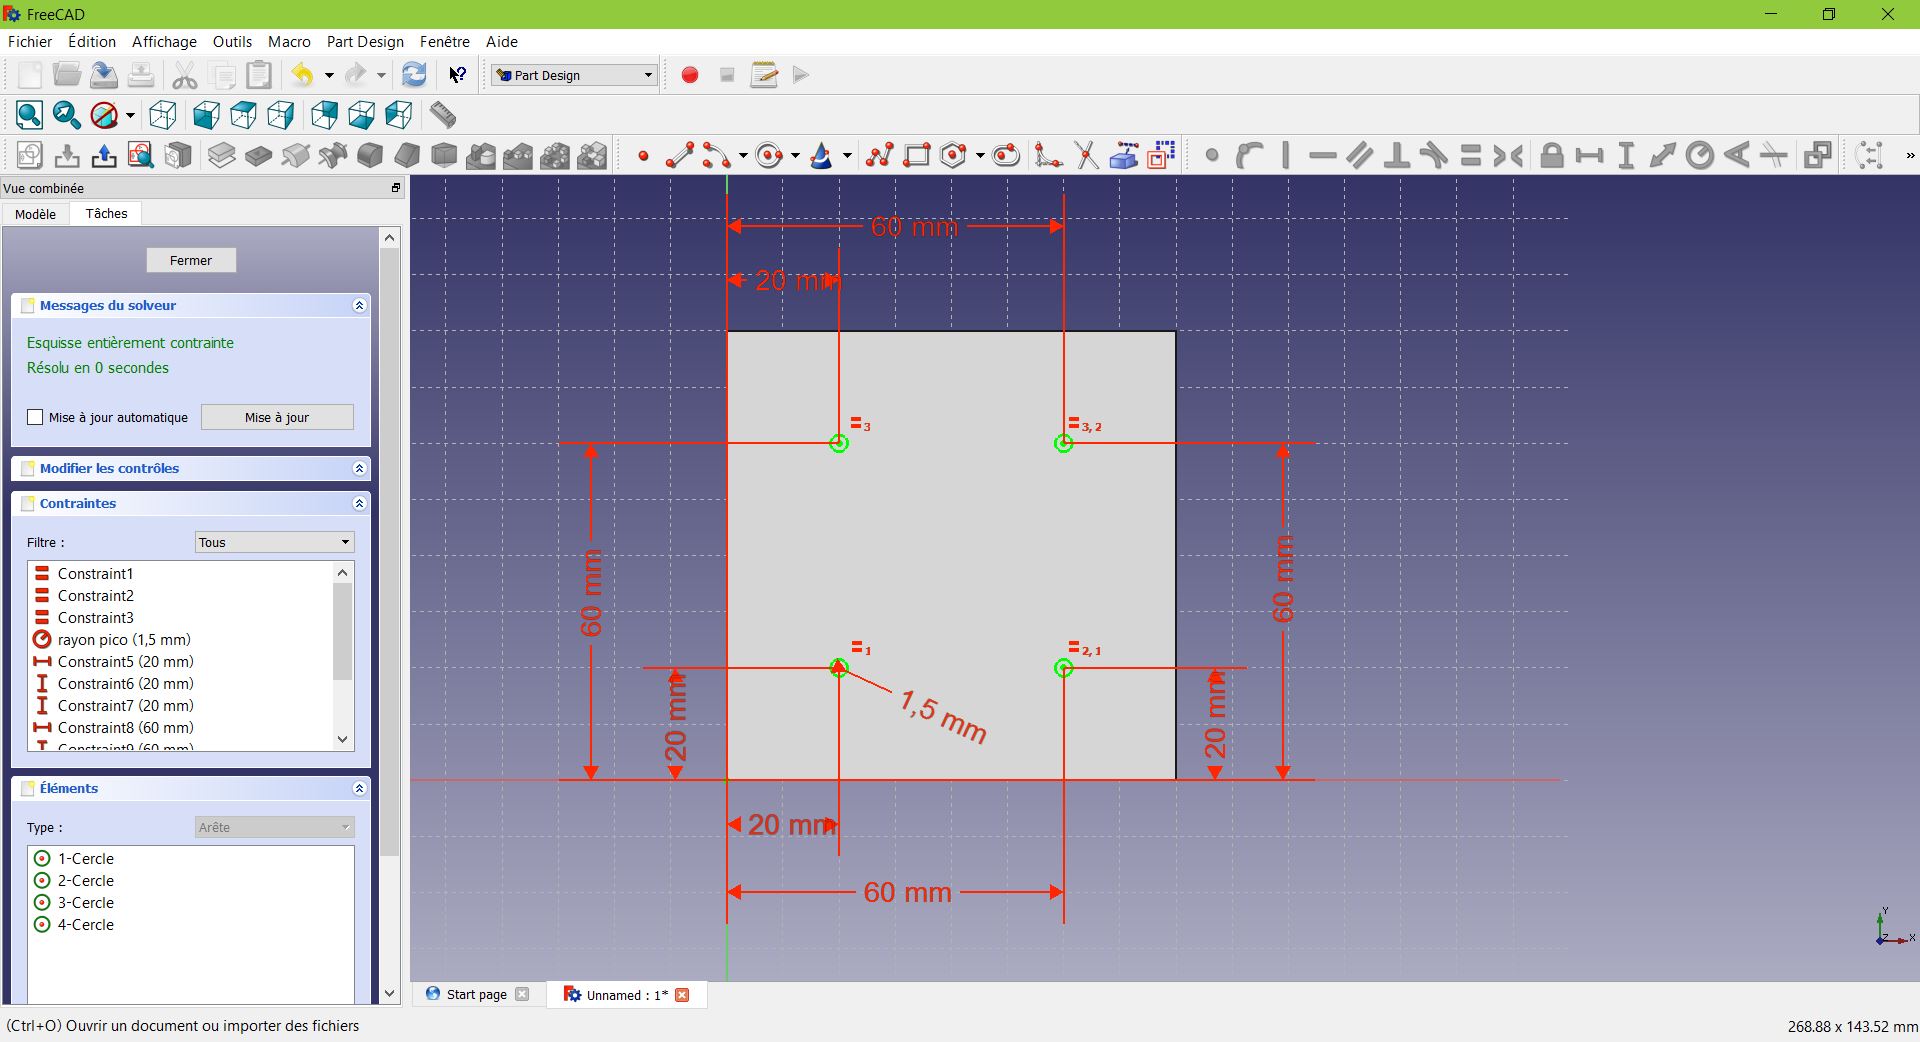 FreeCAD
Fichier Édition Affichage Outils Macro Part Design Fenêtre Aide
Part Design
Vue combinée
Modèle Tâches
Fermer
Messages du solveur
Esquisse entièrement contrainte
Résolu en 0 secondes
Mise à jour automatique Mise à jour
Modifier les contrôles
Contraintes
Filtre : Tous
Constraint1
Constraint2
Constraint3
rayon pico (1,5 mm)
Constraint5 (20 mm)
Constraint6 (20 mm)
Constraint7 (20 mm)
Constraint8 (60 mm)
Constraint9 (60 mm)
Éléments
Type : Arête
1-Cercle
2-Cercle
3-Cercle
4-Cercle
60 mm
20 mm
3
3, 2
60 mm
60 mm
1
2, 1
20 mm
1,5 mm
20 mm
20 mm
60 mm
Y
Z X
Start page Unnamed : 1*
(Ctrl+O) Ouvrir un document ou importer des fichiers 268.88 x 143.52 mm